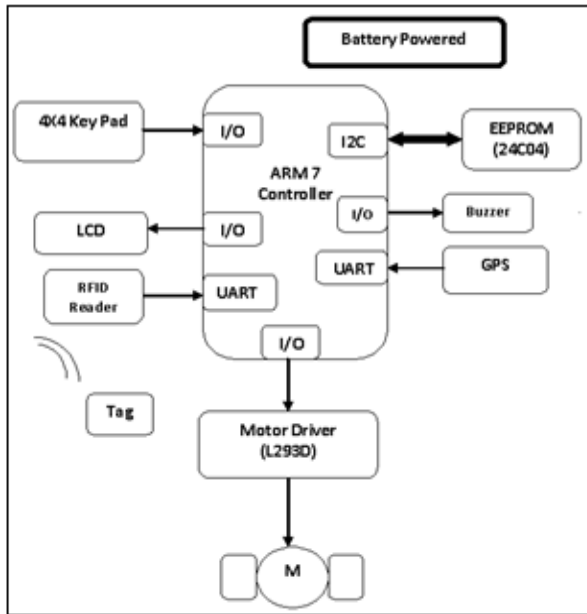 Battery Powered
4X4 Key Pad
I/O
I2C
EEPROM
(24C04)
ARM 7
Controller
LCD
I/O
I/O
Buzzer
RFID
Reader
UART
UART
GPS
I/O
Tag
Motor Driver
(L293D)
M